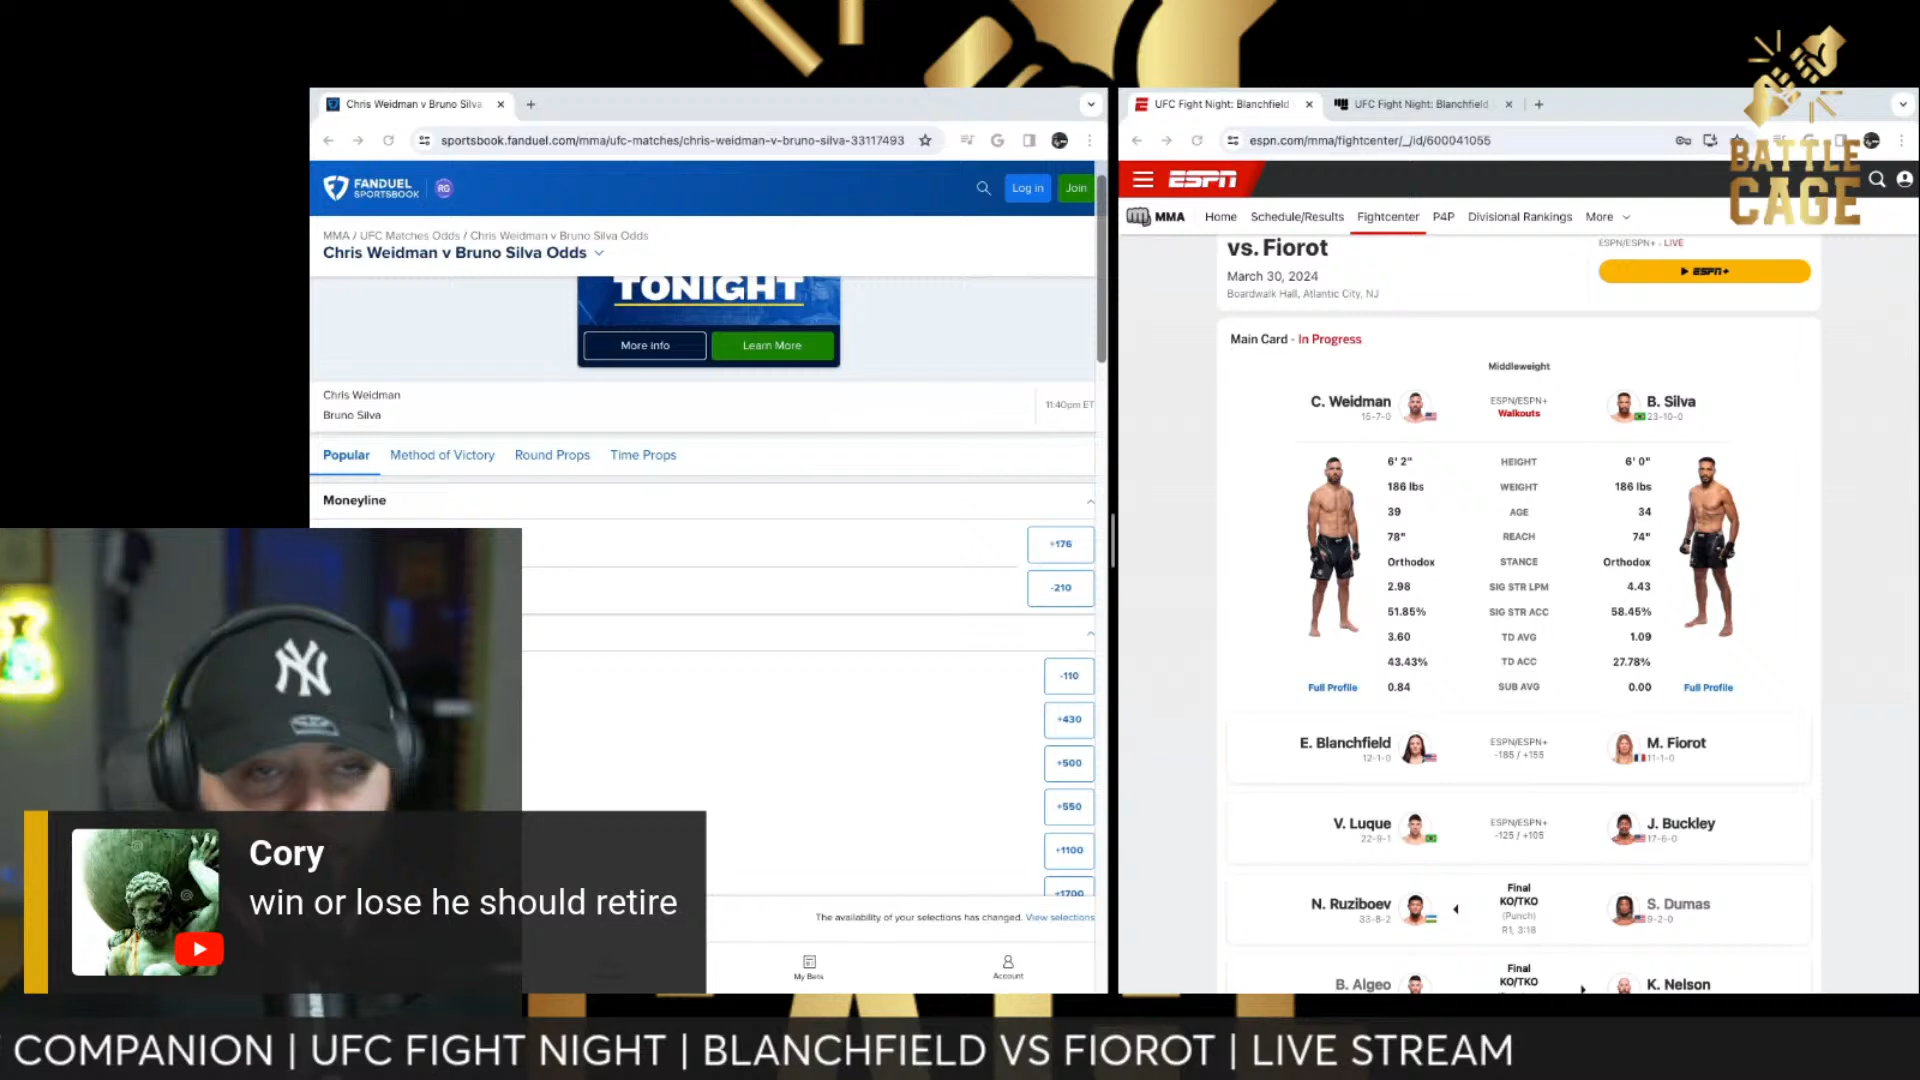 Chris Weidman v Bruno Silva
sportsbook.fanduel.com/mma/ufc-matches/chris-weidman-v-bruno-silva-33117493
FANDUEL
SPORTSBOOK
RG
Log in
Join
MMA / UFC Matches Odds / Chris Weidman v Bruno Silva Odds
Chris Weidman v Bruno Silva Odds
TONIGHT
More info
Learn More
Chris Weidman
Bruno Silva
11:40pm ET
Popular
Method of Victory
Round Props
Time Props
Moneyline
+176
-210
-110
+430
+500
+550
+1100
+1700
The availability of your selections has changed. View selections
My Bets
Account
UFC Fight Night: Blanchfield
UFC Fight Night: Blanchfield
espn.com/mma/fightcenter/_/id/600041055
ESPN
MMA
Home
Schedule/Results
Fightcenter
P4P
Divisional Rankings
More
BATTLE
CAGE
vs. Fiorot
March 30, 2024
Boardwalk Hall, Atlantic City, NJ
ESPN/ESPN+ - LIVE
ESPN+
Main Card - In Progress
Middleweight
C. Weidman
15-7-0
ESPN/ESPN+
Walkouts
B. Silva
23-10-0
6' 2" HEIGHT 6' 0"
186 lbs WEIGHT 186 lbs
39 AGE 34
78" REACH 74"
Orthodox STANCE Orthodox
2.98 SIG STR LPM 4.43
51.85% SIG STR ACC 58.45%
3.60 TD AVG 1.09
43.43% TD ACC 27.78%
Full Profile 0.84 SUB AVG 0.00 Full Profile
E. Blanchfield
12-1-0
ESPN/ESPN+
-185 / +155
M. Fiorot
11-1-0
V. Luque
22-9-1
ESPN/ESPN+
-125 / +105
J. Buckley
17-6-0
N. Ruziboev
33-8-2
Final
KO/TKO
(Punch)
R1, 3:18
S. Dumas
9-2-0
B. Algeo
Final
KO/TKO
K. Nelson
NY
Cory
win or lose he should retire
COMPANION | UFC FIGHT NIGHT | BLANCHFIELD VS FIOROT | LIVE STREAM